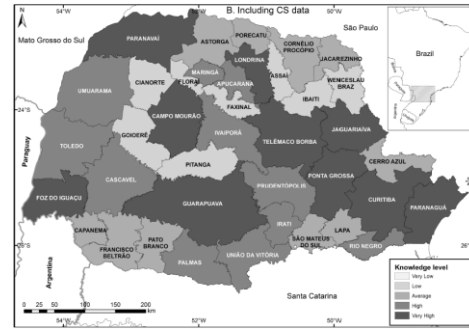 54°W
52°W
B. Including CS data
50°W
São Paulo
Mato Grosso do Sul
PARANAVAÍ
ASTORGA
PORECATU
CORNÉLIO
PROCÓPIO
JACAREZINHO
LONDRINA
Brazil
UMUARAMA
CIANORTE
FLORAÍ
MARINGÁ
APUCARANA
ASSAÍ
WENCESLAU
BRAZ
IBAITI
FAXINAL
CAMPO MOURÃO
Paraguay
GOIOERÊ
IVAIPORÃ
JAGUARIAÍVA
TELÊMACO BORBA
TOLEDO
PITANGA
CERRO AZUL
CASCAVEL
PONTA GROSSA
PRUDENTÓPOLIS
FOZ DO IGUAÇU
GUARAPUAVA
CURITIBA
PARANAGUÁ
IRATI
CAPANEMA
PATO
BRANCO
SÃO MATEUS
DO SUL
LAPA
FRANCISCO
BELTRÃO
UNIÃO DA VITÓRIA
RIO NEGRO
PALMAS
Argentina
Santa Catarina
Knowledge level
Very Low
Low
Average
High
Very High
0 25 50 100 150 200
km
54°W
52°W
50°W